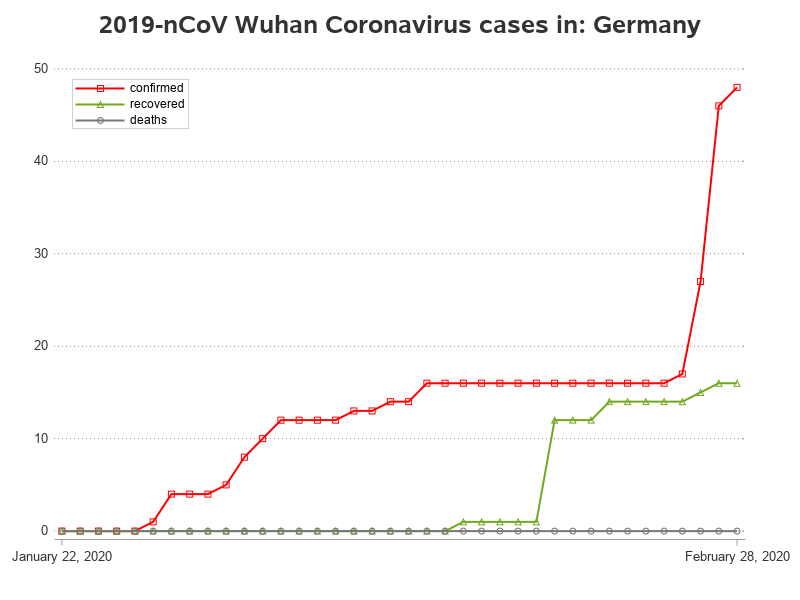 2019-nCoV Wuhan Coronavirus cases in: Germany
50
confirmed
recovered
deaths
40
30
20
10
0
January 22, 2020
February 28, 2020